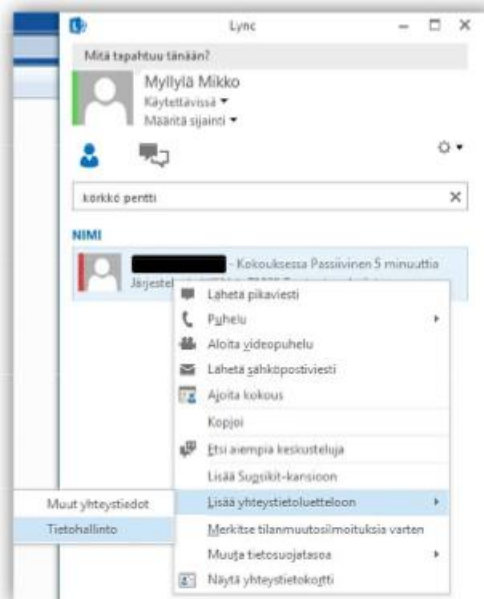 Lync
Mitä tapahtuu tänään?
Myllylä Mikko
Käytettävissä
Määritä sijainti
körkkö pentti
NIMI
- Kokouksessa Passiivinen 5 minuuttia
Lähetä pikaviesti
Puhelu
Aloita videopuhelu
Lähetä sähköpostiviesti
Ajoita kokous
Kopioi
Etsi aiempia keskusteluja
Lisää Suosikit-kansioon
Lisää yhteystietoluetteloon
Muut yhteystiedot
Tietohallinto
Merkitse tilanmuutosilmoituksia varten
Muuta tietosuojatasoa
Näytä yhteystietokortti